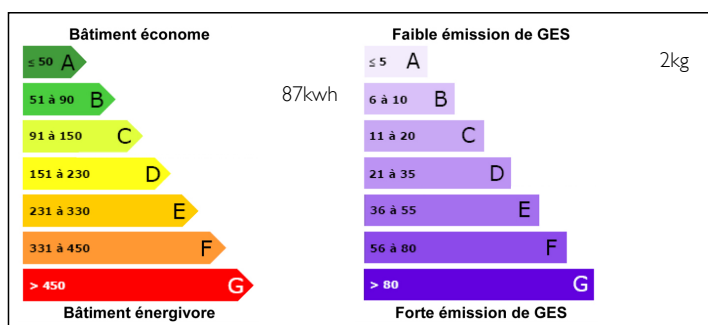 Bâtiment économe
≤ 50 A
51 à 90 B
87kwh
91 à 150 C
151 à 230 D
231 à 330 E
331 à 450 F
> 450 G
Bâtiment énergivore
Faible émission de GES
≤ 5 A
2kg
6 à 10 B
11 à 20 C
21 à 35 D
36 à 55 E
56 à 80 F
> 80 G
Forte émission de GES